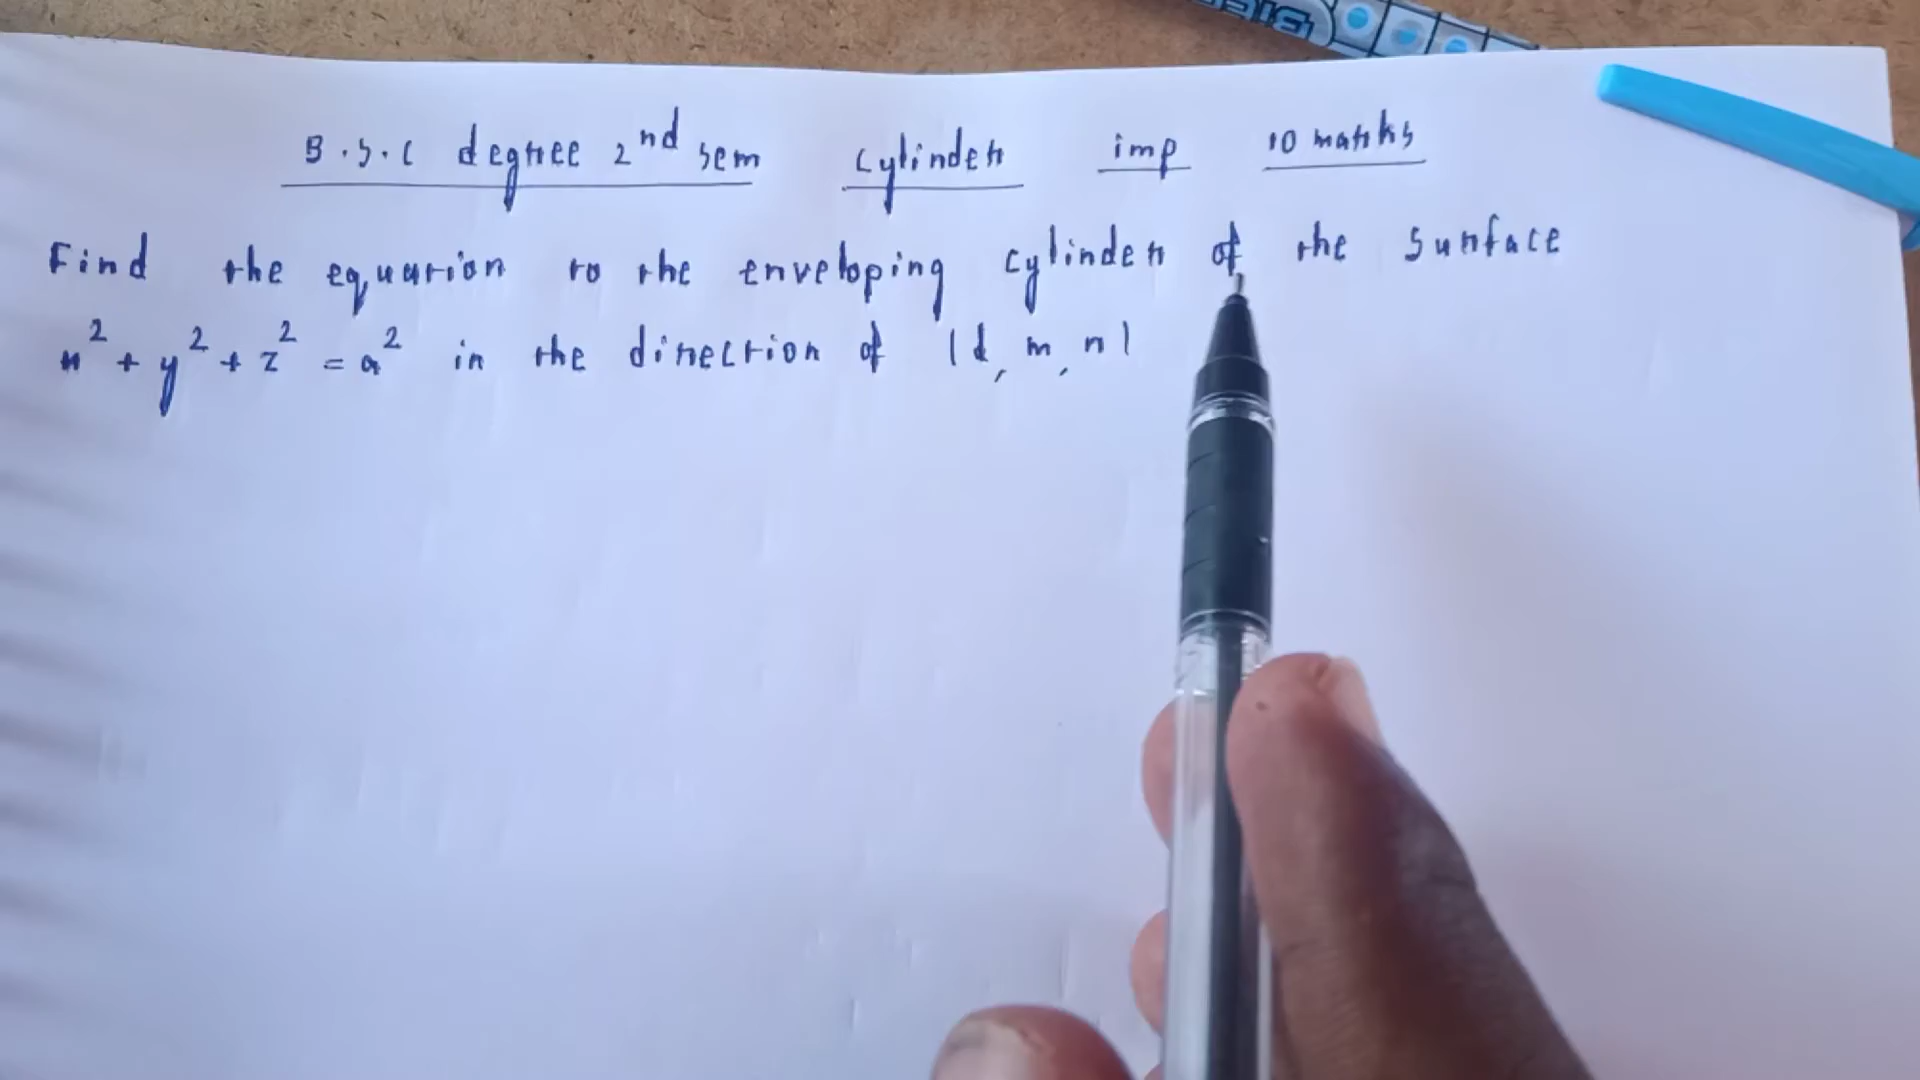 B.S.C degree 2nd sem cylinder imp 10 marks
Find the equation to the enveloping cylinder of the surface
x² + y² + z² = a² in the direction of (l, m, n)